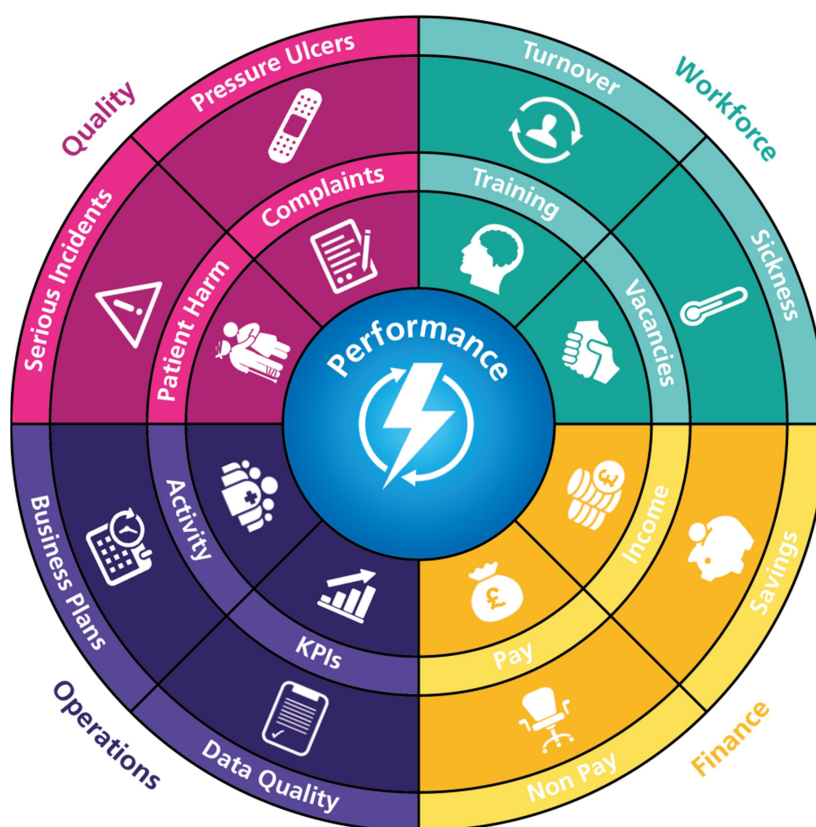 Quality
Pressure Ulcers
Turnover
Workforce
Serious Incidents
Complaints
Training
Sickness
Patient Harm
Vacancies
Performance
Business Plans
Activity
Income
Savings
£
£
KPIs
Pay
Operations
Data Quality
Non Pay
Finance